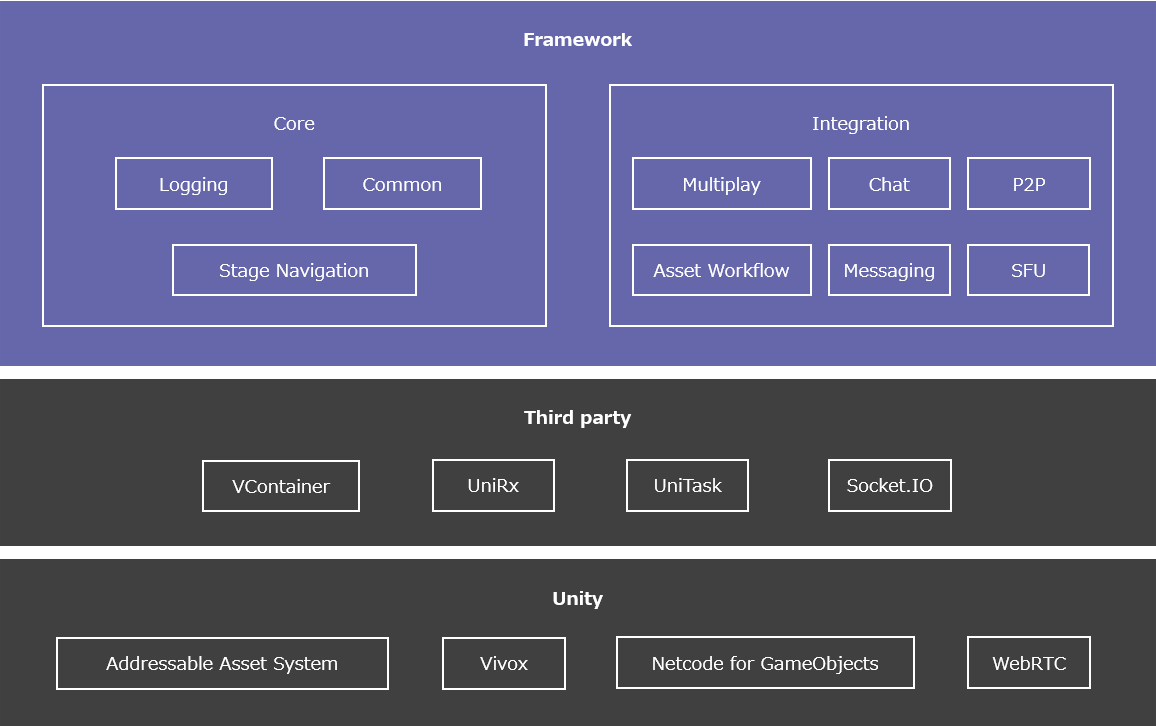 Framework
Core
Logging
Common
Stage Navigation
Integration
Multiplay
Chat
P2P
Asset Workflow
Messaging
SFU
Third party
VContainer
UniRx
UniTask
Socket.IO
Unity
Addressable Asset System
Vivox
Netcode for GameObjects
WebRTC